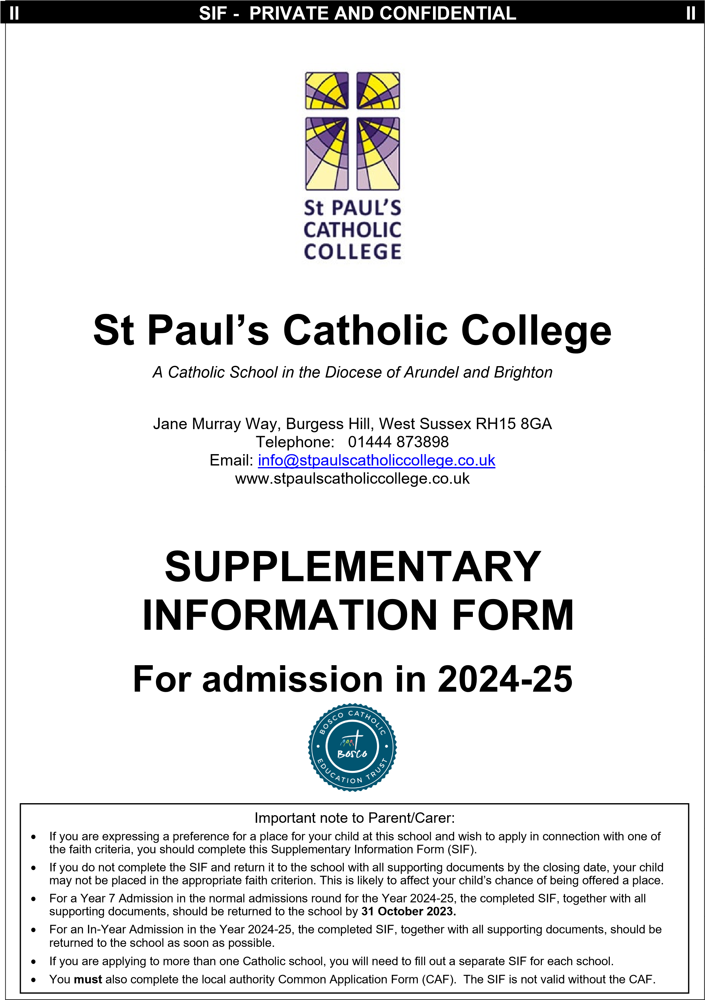 II SIF - PRIVATE AND CONFIDENTIAL II
St PAUL'S
CATHOLIC
COLLEGE
St Paul's Catholic College
A Catholic School in the Diocese of Arundel and Brighton
Jane Murray Way, Burgess Hill, West Sussex RH15 8GA
Telephone: 01444 873898
Email: info@stpaulscatholiccollege.co.uk
www.stpaulscatholiccollege.co.uk
SUPPLEMENTARY
INFORMATION FORM
For admission in 2024-25
BOSCO CATHOLIC
BOSCO
EDUCATION TRUST
Important note to Parent/Carer:
• If you are expressing a preference for a place for your child at this school and wish to apply in connection with one of
the faith criteria, you should complete this Supplementary Information Form (SIF).
• If you do not complete the SIF and return it to the school with all supporting documents by the closing date, your child
may not be placed in the appropriate faith criterion. This is likely to affect your child's chance of being offered a place.
• For a Year 7 Admission in the normal admissions round for the Year 2024-25, the completed SIF, together with all
supporting documents, should be returned to the school by 31 October 2023.
• For an In-Year Admission in the Year 2024-25, the completed SIF, together with all supporting documents, should be
returned to the school as soon as possible.
• If you are applying to more than one Catholic school, you will need to fill out a separate SIF for each school.
• You must also complete the local authority Common Application Form (CAF). The SIF is not valid without the CAF.